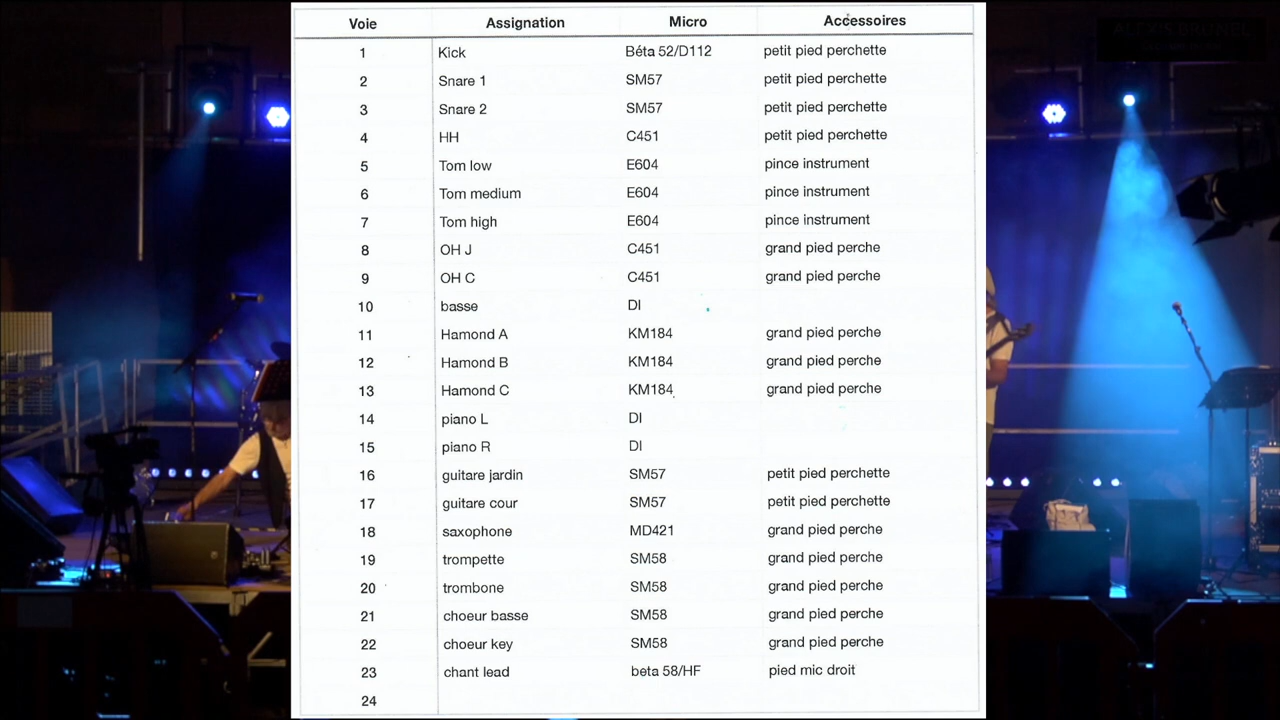 Voie Assignation Micro Accessoires
1 Kick Béta 52/D112 petit pied perchette
2 Snare 1 SM57 petit pied perchette
3 Snare 2 SM57 petit pied perchette
4 HH C451 petit pied perchette
5 Tom low E604 pince instrument
6 Tom medium E604 pince instrument
7 Tom high E604 pince instrument
8 OH J C451 grand pied perche
9 OH C C451 grand pied perche
10 basse DI
11 Hamond A KM184 grand pied perche
12 Hamond B KM184 grand pied perche
13 Hamond C KM184 grand pied perche
14 piano L DI
15 piano R DI
16 guitare jardin SM57 petit pied perchette
17 guitare cour SM57 petit pied perchette
18 saxophone MD421 grand pied perche
19 trompette SM58 grand pied perche
20 trombone SM58 grand pied perche
21 choeur basse SM58 grand pied perche
22 choeur key SM58 grand pied perche
23 chant lead beta 58/HF pied mic droit
24